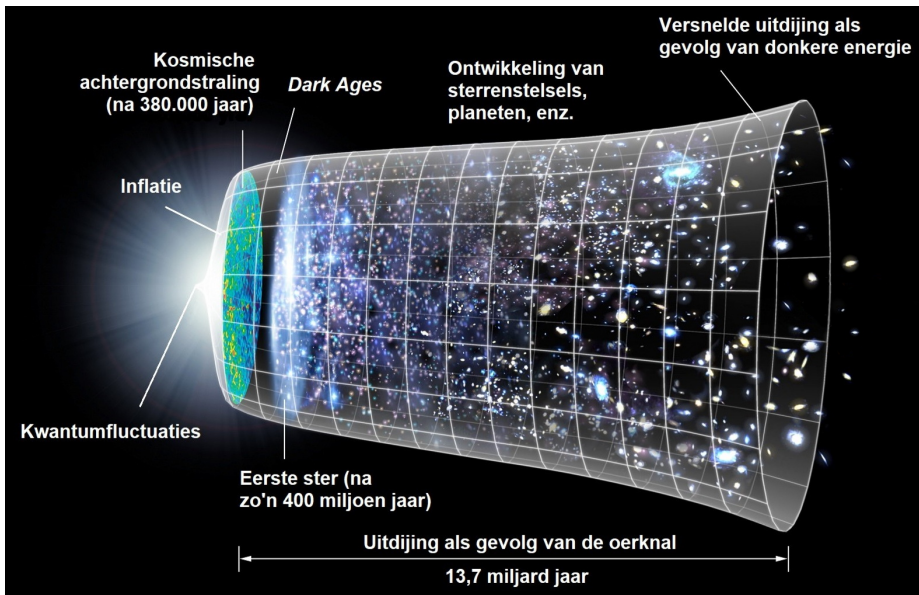 Versnelde uitdijing als
gevolg van donkere energie
Kosmische
achtergrondstraling
(na 380.000 jaar)
Dark Ages
Ontwikkeling van
sterrenstelsels,
planeten, enz.
Inflatie
Kwantumfluctuaties
Eerste ster (na
zo'n 400 miljoen jaar)
Uitdijing als gevolg van de oerknal
13,7 miljard jaar